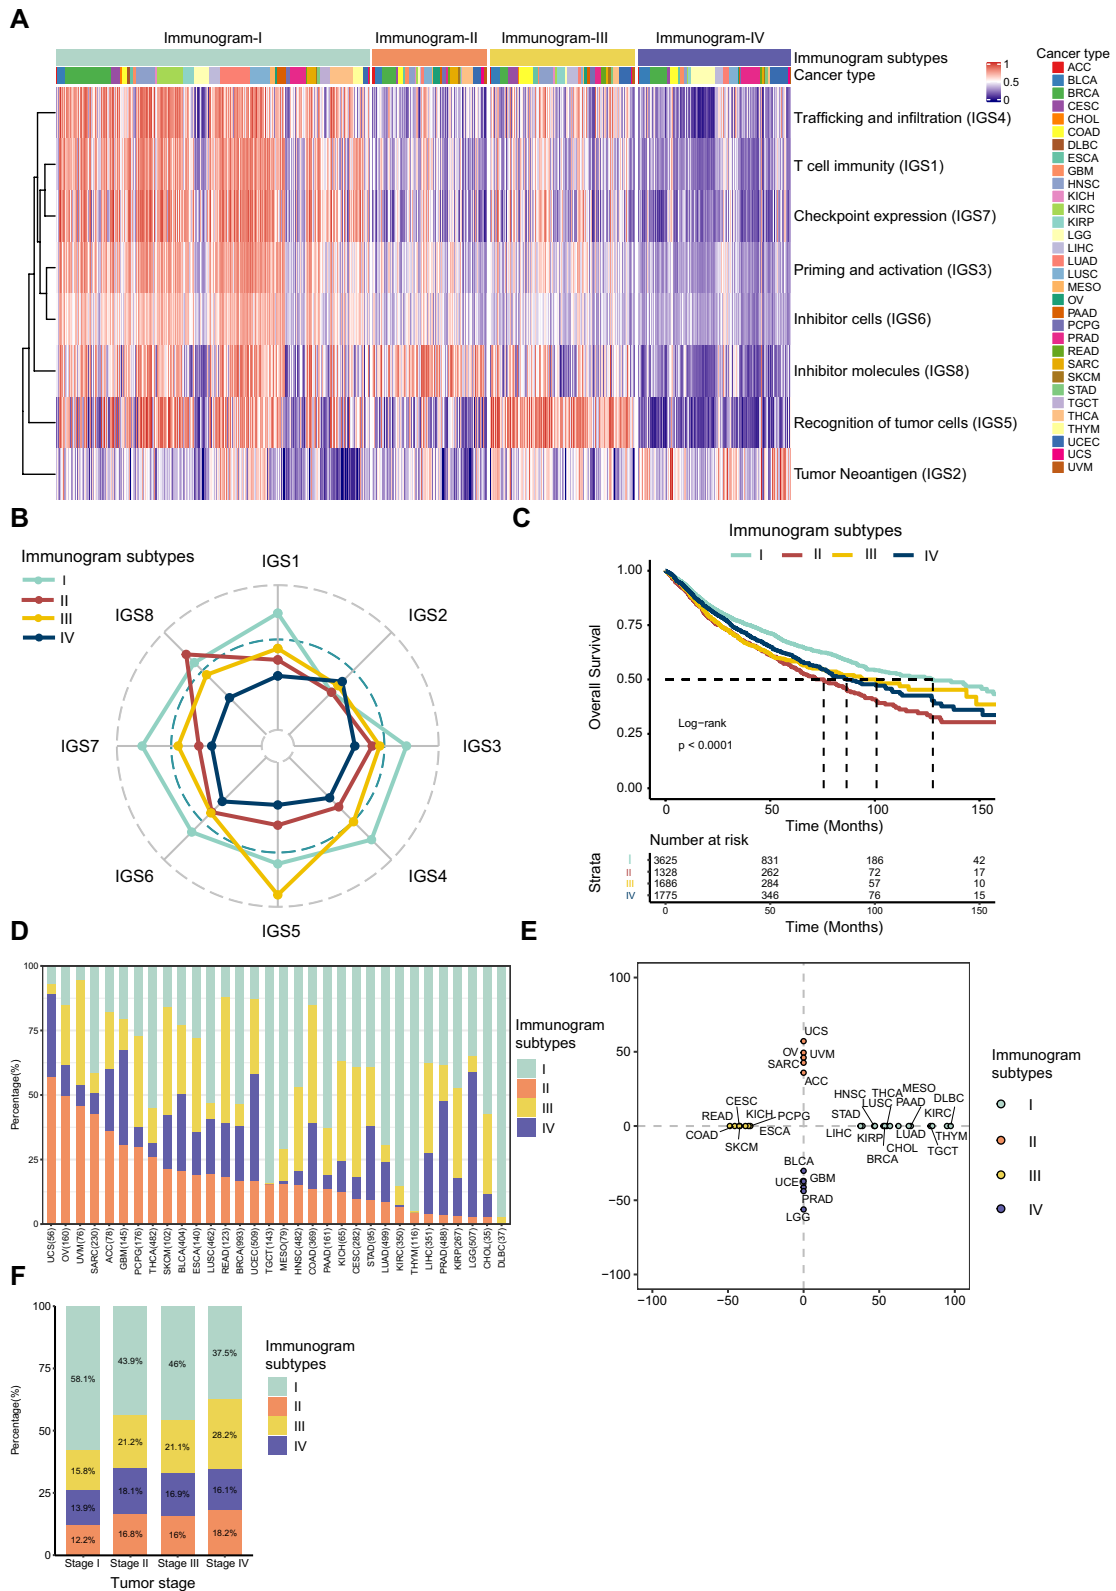 A
Immunogram-I
Immunogram-II
Immunogram-III
Immunogram-IV
Immunogram subtypes
Cancer type
1
0.5
0
Trafficking and infiltration (IGS4)
T cell immunity (IGS1)
Checkpoint expression (IGS7)
Priming and activation (IGS3)
Inhibitor cells (IGS6)
Inhibitor molecules (IGS8)
Recognition of tumor cells (IGS5)
Tumor Neoantigen (IGS2)
Cancer type
ACC
BLCA
BRCA
CESC
CHOL
COAD
DLBC
ESCA
GBM
HNSC
KICH
KIRC
KIRP
LGG
LIHC
LUAD
LUSC
MESO
OV
PAAD
PCPG
PRAD
READ
SARC
SKCM
STAD
TGCT
THCA
THYM
UCEC
UCS
UVM
B
Immunogram subtypes
I
II
III
IV
IGS1
IGS2
IGS3
IGS4
IGS5
IGS6
IGS7
IGS8
C
Immunogram subtypes
I II III IV
Overall Survival
1.00
0.75
0.50
0.25
0.00
Log−rank
p < 0.0001
0 50 100 150
Time (Months)
Number at risk
Strata
I 3625 831 186 42
II 1328 262 72 17
III 1686 284 57 10
IV 1775 346 76 15
0 50 100 150
Time (Months)
D
Percentage(%)
100
75
50
25
0
UCS(56)
OV(160)
UVM(76)
SARC(230)
ACC(78)
GBM(145)
PCPG(176)
THCA(482)
SKCM(102)
BLCA(404)
ESCA(140)
LUSC(462)
READ(123)
BRCA(993)
UCEC(509)
TGCT(143)
MESO(79)
HNSC(482)
COAD(369)
PAAD(161)
KICH(65)
CESC(282)
STAD(95)
LUAD(499)
KIRC(350)
THYM(116)
LIHC(351)
PRAD(488)
KIRP(267)
LGG(507)
CHOL(35)
DLBC(37)
Immunogram
subtypes
I
II
III
IV
E
100
50
0
−50
−100
−100 −50 0 50 100
UCS
OV
UVM
SARC
ACC
CESC
READ
KICH
PCPG
COAD
ESCA
SKCM
HNSC
THCA
MESO
LUSC
PAAD
DLBC
STAD
KIRC
LIHC
KIRP
LUAD
THYM
CHOL
TGCT
BRCA
BLCA
UCEC
GBM
PRAD
LGG
Immunogram
subtypes
I
II
III
IV
F
Percentage(%)
100
75
50
25
0
58.1% 43.9% 46% 37.5%
15.8% 21.2% 21.1% 28.2%
13.9% 18.1% 16.9% 16.1%
12.2% 16.8% 16% 18.2%
Stage I Stage II Stage III Stage IV
Tumor stage
Immunogram
subtypes
I
II
III
IV